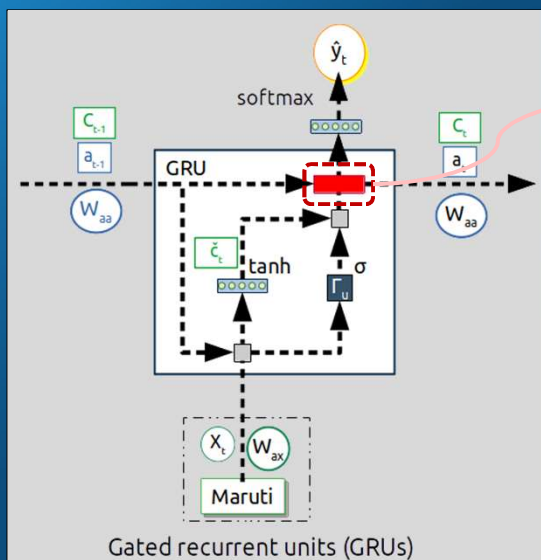 ŷt
softmax
Ct-1
Ct
at-1
GRU
Waa
Waa
čt
tanh
σ
Γu
Xt
Wax
Maruti
Gated recurrent units (GRUs)